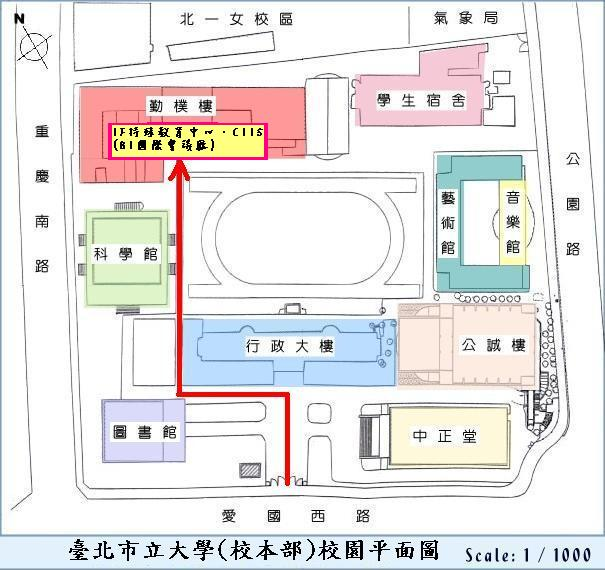 N
北一女校區
氣象局
勤樸樓
學生宿舍
1F特殊教育中心、C115
(B1國際會議廳)
重慶南路
公園路
藝術館
音樂館
科學館
行政大樓
公誠樓
圖書館
中正堂
愛國西路
臺北市立大學(校本部)校園平面圖
Scale: 1 / 1000